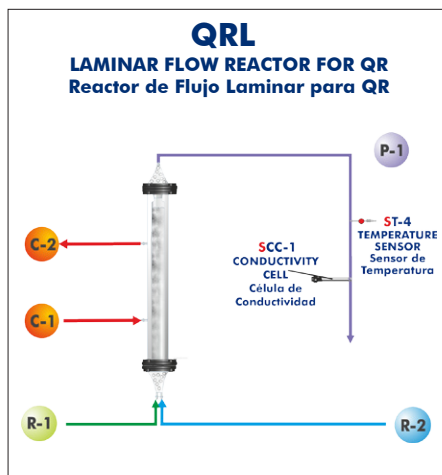 QRL
LAMINAR FLOW REACTOR FOR QR
Reactor de Flujo Laminar para QR
P-1
ST-4
TEMPERATURE
SENSOR
Sensor de
Temperatura
C-2
SCC-1
CONDUCTIVITY
CELL
Célula de
Conductividad
C-1
R-1
R-2